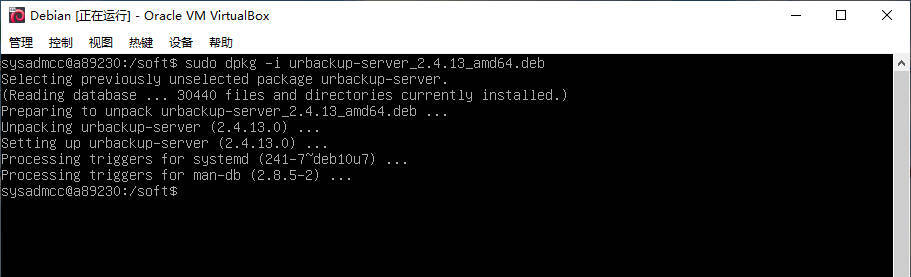 Debian [正在运行] - Oracle VM VirtualBox
管理 控制 视图 热键 设备 帮助
sysadmcc@a89230:/soft$ sudo dpkg -i urbackup-server_2.4.13_amd64.deb
Selecting previously unselected package urbackup-server.
(Reading database ... 30440 files and directories currently installed.)
Preparing to unpack urbackup-server_2.4.13_amd64.deb ...
Unpacking urbackup-server (2.4.13.0) ...
Setting up urbackup-server (2.4.13.0) ...
Processing triggers for systemd (241-7~deb10u7) ...
Processing triggers for man-db (2.8.5-2) ...
sysadmcc@a89230:/soft$